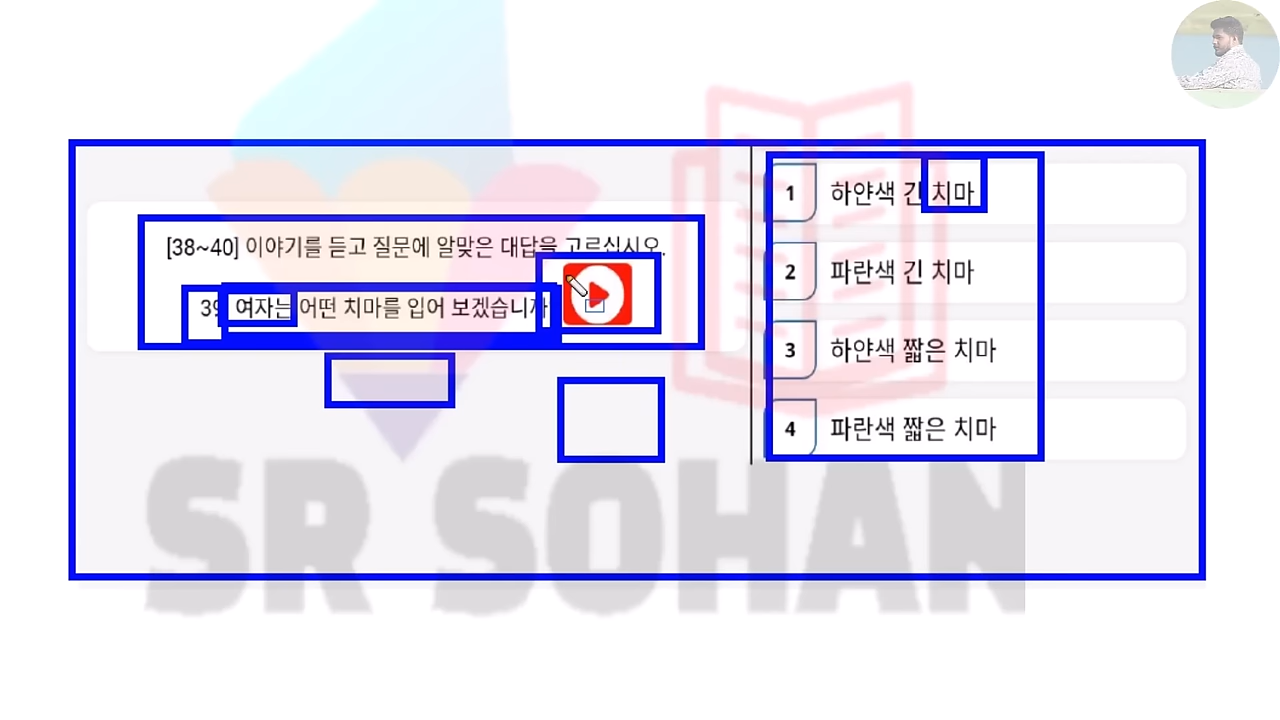 [38~40] 이야기를 듣고 질문에 알맞은 대답을 고르십시오.
39 여자는 어떤 치마를 입어 보겠습니까
1 하얀색 긴 치마
2 파란색 긴 치마
3 하얀색 짧은 치마
4 파란색 짧은 치마
SR SOHAN